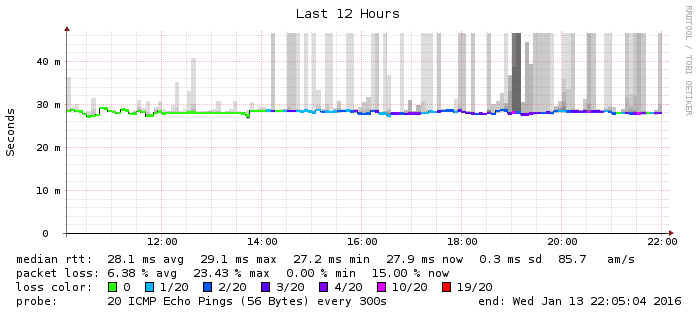 Last 12 Hours
RRDTOOL / TOBI OETIKER
Seconds
40 m
30 m
20 m
10 m
0
12:00 14:00 16:00 18:00 20:00 22:00
median rtt: 28.1 ms avg 29.1 ms max 27.2 ms min 27.9 ms now 0.3 ms sd 85.7 am/s
packet loss: 6.38 % avg 23.43 % max 0.00 % min 15.00 % now
loss color: 0 1/20 2/20 3/20 4/20 10/20 19/20
probe: 20 ICMP Echo Pings (56 Bytes) every 300s end: Wed Jan 13 22:05:04 2016